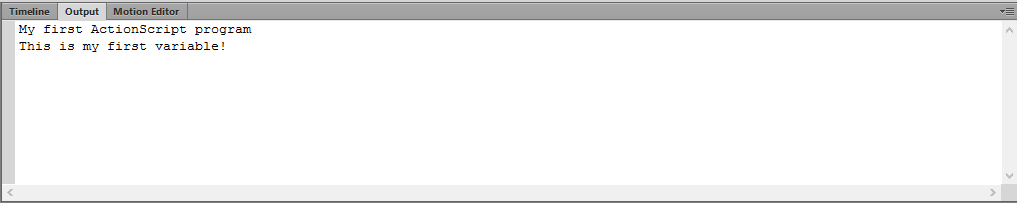 Timeline Output Motion Editor
My first ActionScript program
This is my first variable!